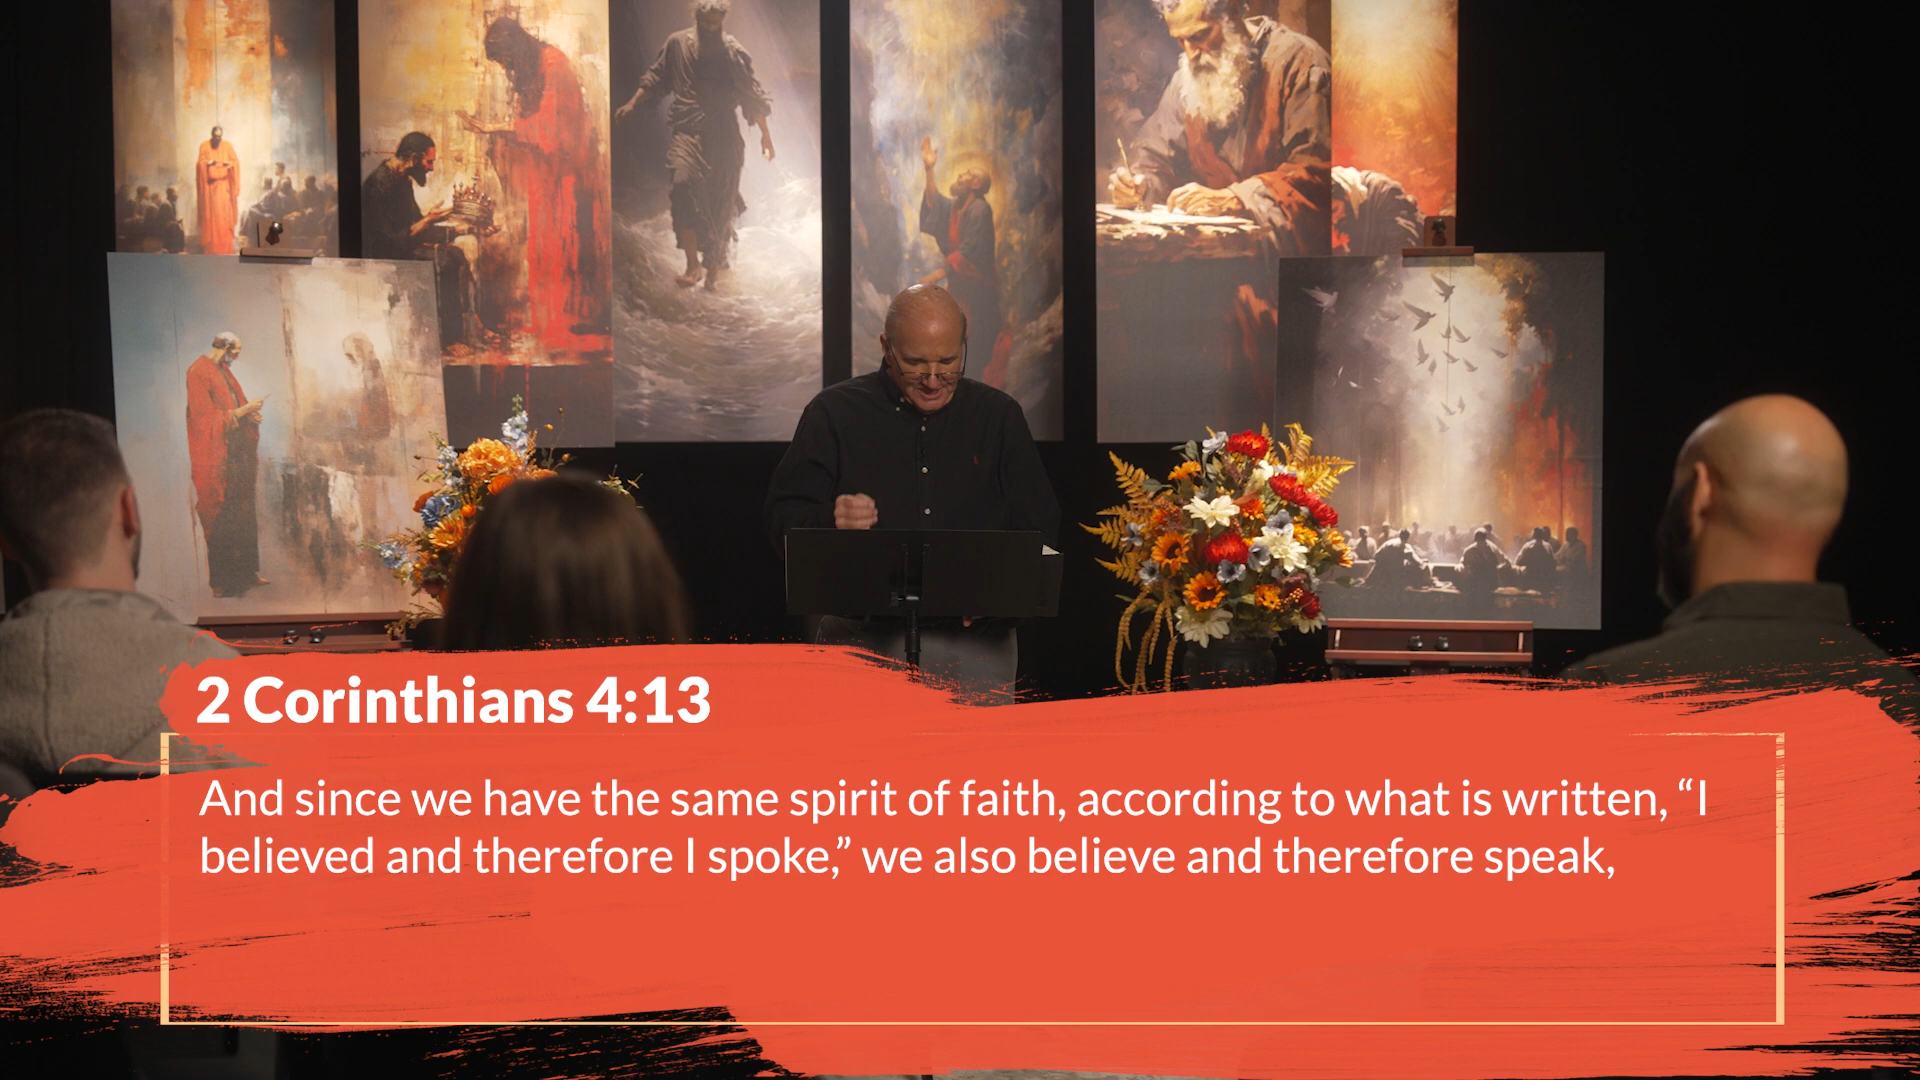 2 Corinthians 4:13
And since we have the same spirit of faith, according to what is written, “I
believed and therefore I spoke,” we also believe and therefore speak,